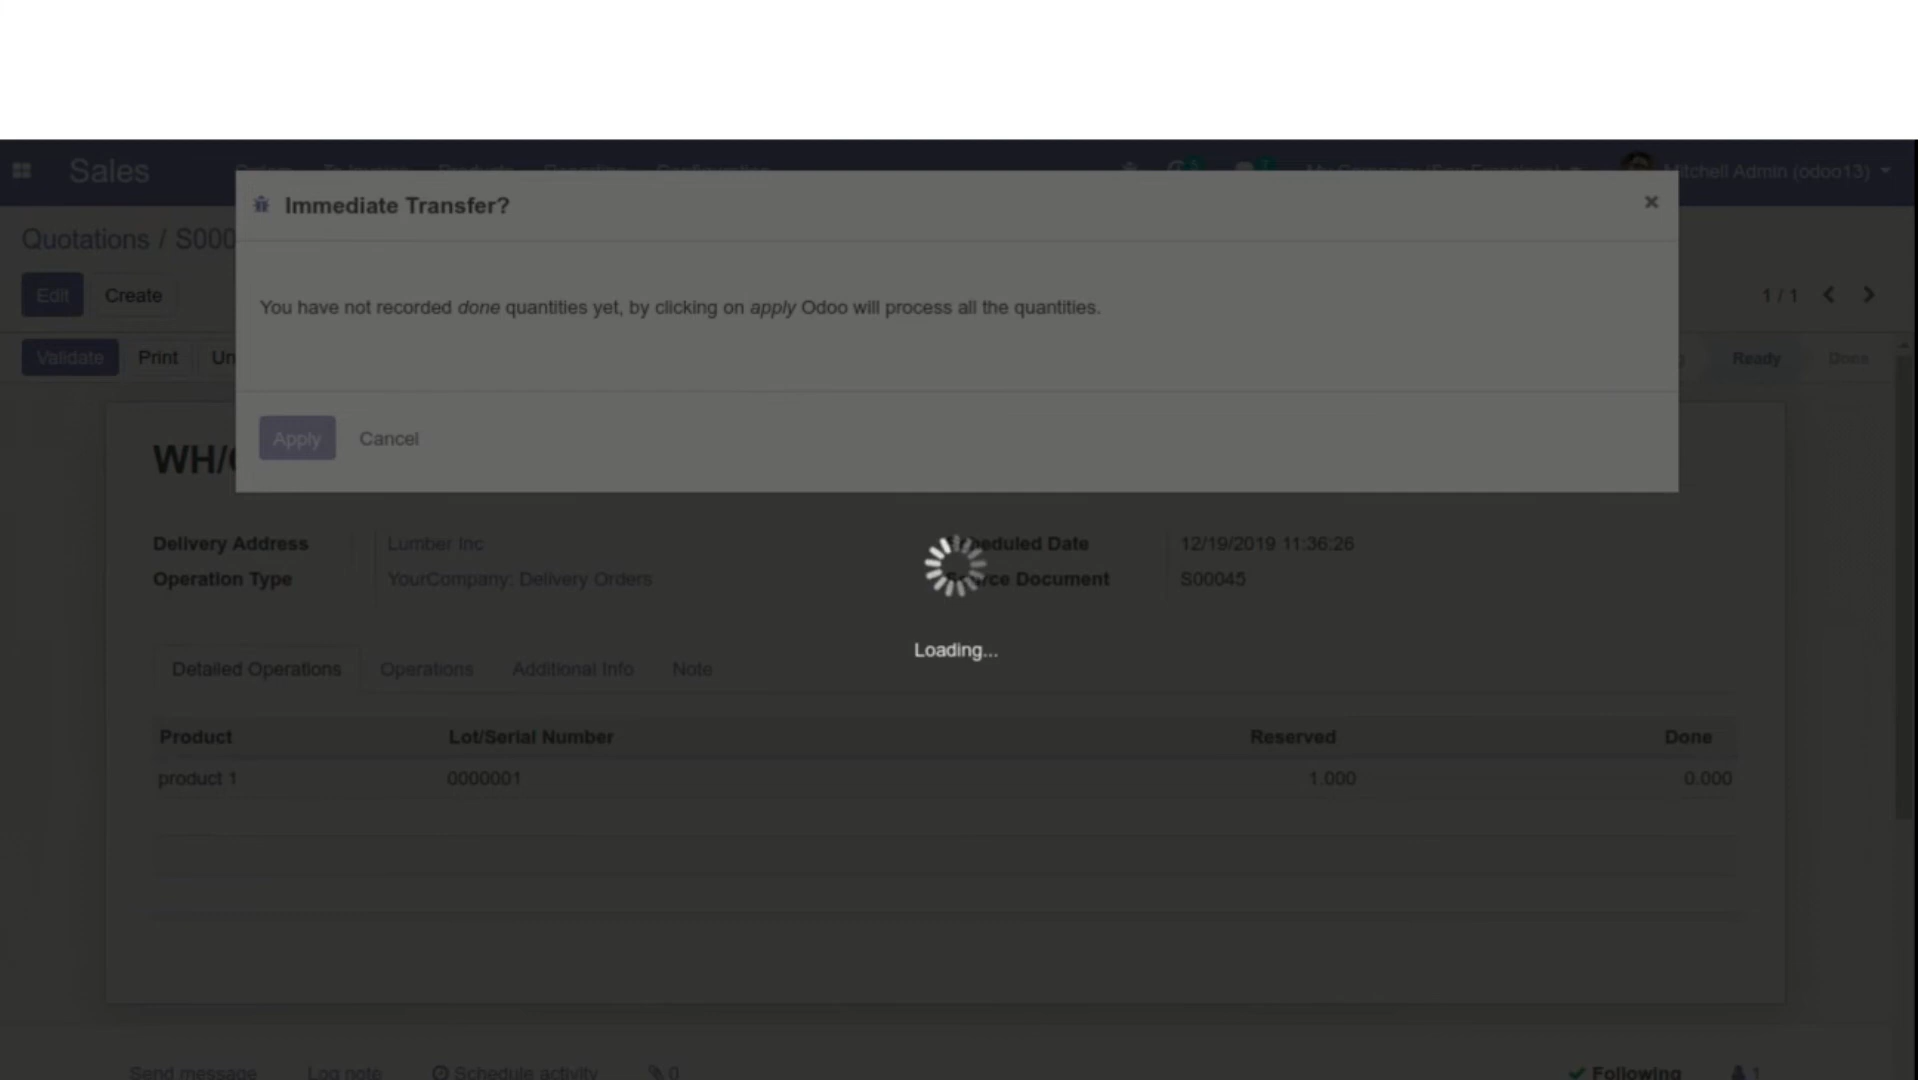 Sales
Mitchell Admin (odoo13)
Immediate Transfer?
Quotations / S000
Edit Create
1 / 1
You have not recorded done quantities yet, by clicking on apply Odoo will process all the quantities.
Validate Print Un
Ready Done
Apply Cancel
WH/
Delivery Address Lumber Inc Scheduled Date 12/19/2019 11:36:26
Operation Type YourCompany: Delivery Orders Source Document S00045
Loading...
Detailed Operations Operations Additional Info Note
Product Lot/Serial Number Reserved Done
product 1 0000001 1.000 0.000
Send message Log note Schedule activity 0 Following 1